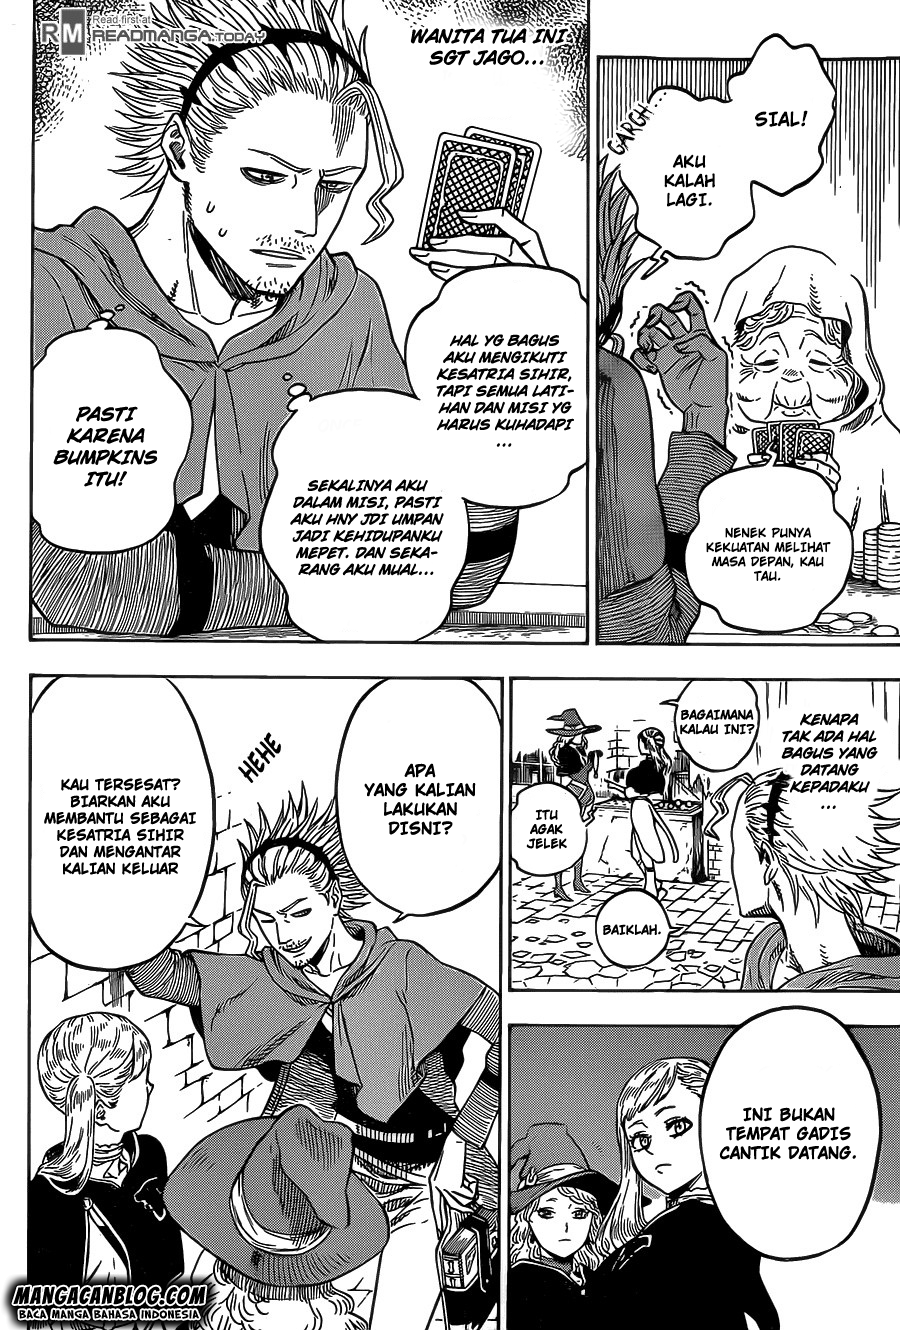 SIAL!
AKU
KALAH
LAGI.
GARGH
NENEK PUNYA
KEKUATAN MELIHAT
MASA DEPAN, KAU
TAU.
Read first at
RM
READMANGA.TODAY
WANITA TUA INI
SGT JAGO...
HAL YG BAGUS
AKU MENGIKUTI
KESATRIA SIHIR,
TAPI SEMUA LATI-
HAN DAN MISI YG
HARUS KUHADAPI
...
SEKALINYA AKU
DALAM MISI, PASTI
AKU HNY JDI UMPAN
JADI KEHIDUPANKU
MEPET. DAN SEKA-
RANG AKU MUAL...
PASTI
KARENA
BUMPKINS
ITU!
KENAPA
TAK ADA HAL
BAGUS YANG
DATANG
KEPADAKU
...
BAGAIMANA
KALAU INI?
ITU
AGAK
JELEK
BAIKLAH.
APA
YANG KALIAN
LAKUKAN
DISNI?
HEHE
KAU TERSESAT?
BIARKAN AKU
MEMBANTU SEBAGAI
KESATRIA SIHIR
DAN MENGANTAR
KALIAN KELUAR
INI BUKAN
TEMPAT GADIS
CANTIK DATANG.
MANGACANBLOG.COM
BACA MANGA BAHASA INDONESIA